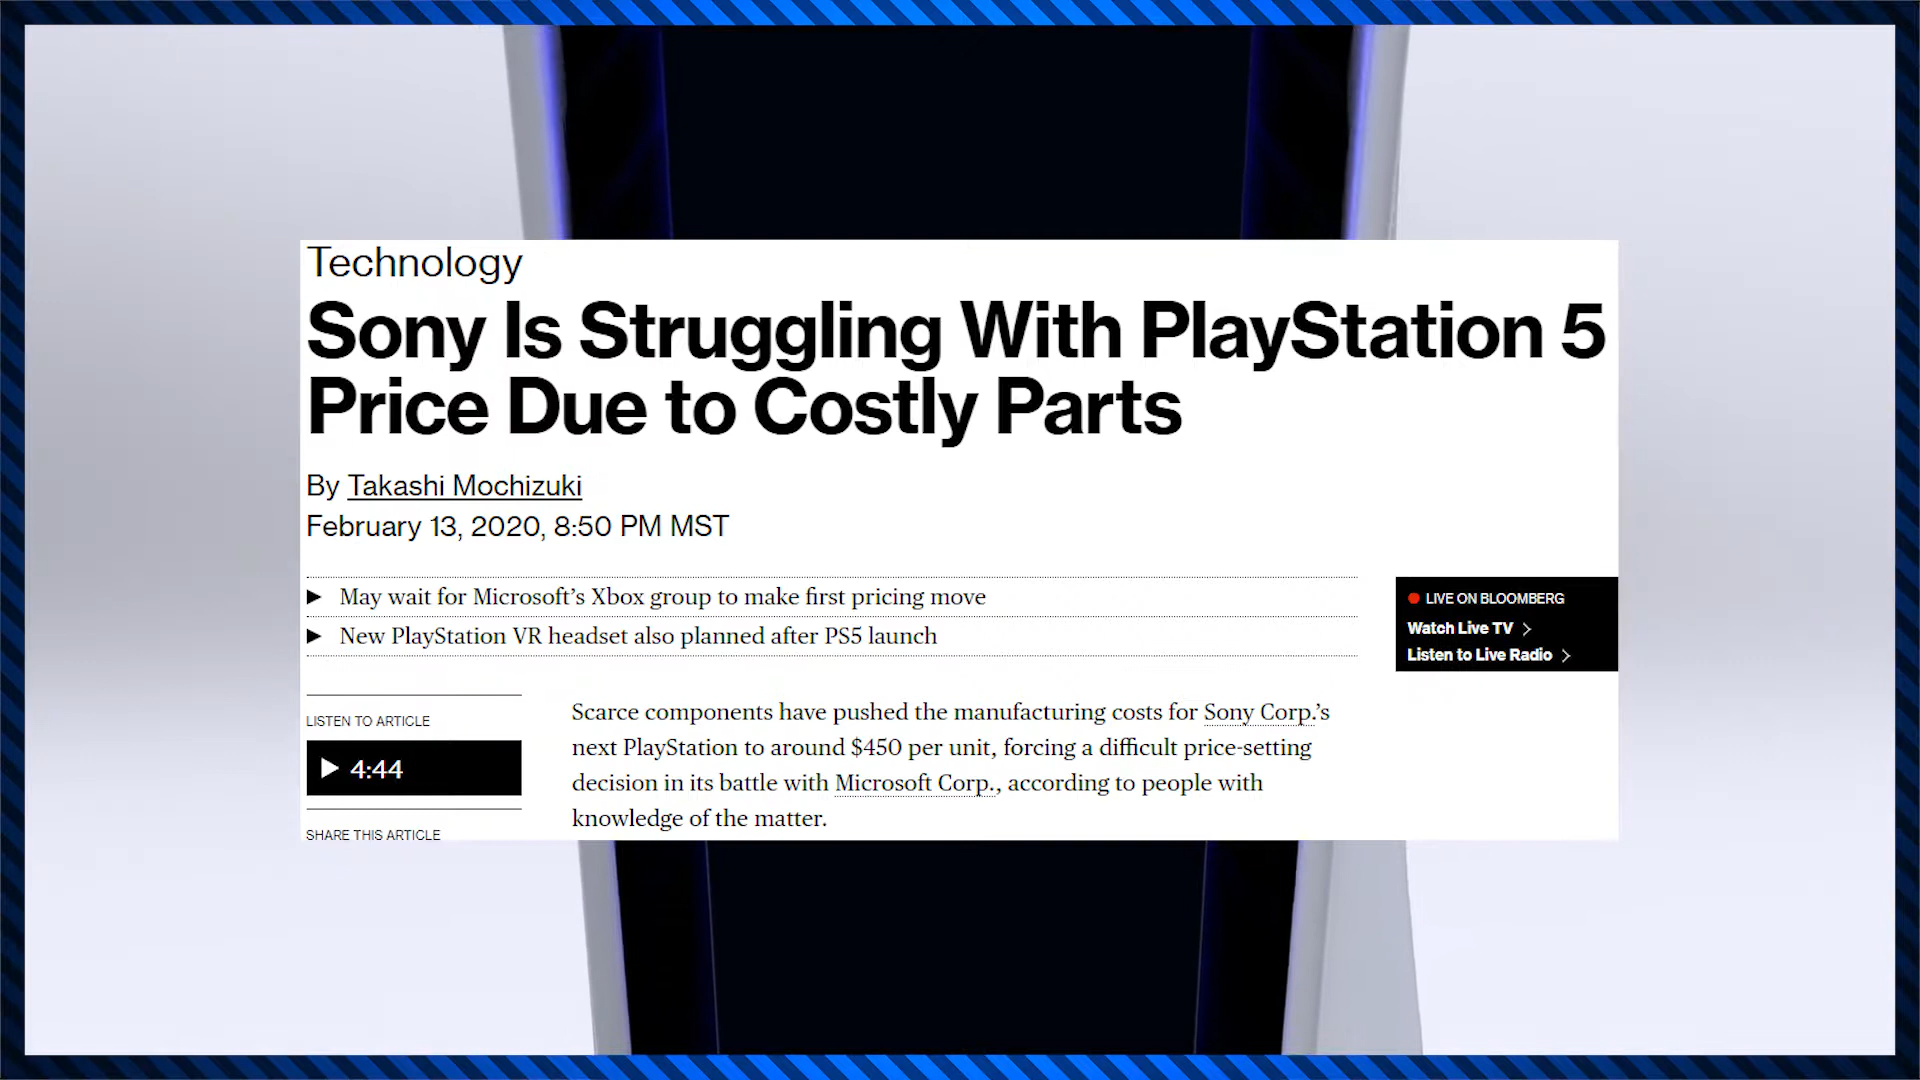 Technology
Sony Is Struggling With PlayStation 5
Price Due to Costly Parts
By Takashi Mochizuki
February 13, 2020, 8:50 PM MST
May wait for Microsoft’s Xbox group to make first pricing move
New PlayStation VR headset also planned after PS5 launch
LIVE ON BLOOMBERG
Watch Live TV >
Listen to Live Radio >
LISTEN TO ARTICLE
4:44
SHARE THIS ARTICLE
Scarce components have pushed the manufacturing costs for Sony Corp.’s
next PlayStation to around $450 per unit, forcing a difficult price-setting
decision in its battle with Microsoft Corp., according to people with
knowledge of the matter.